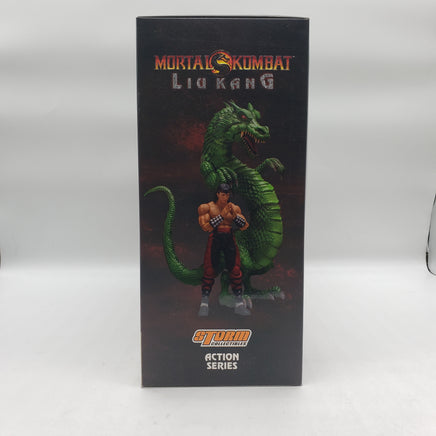 MORTAL KOMBAT
LIU KANG
STORM
COLLECTIBLES
ACTION
SERIES